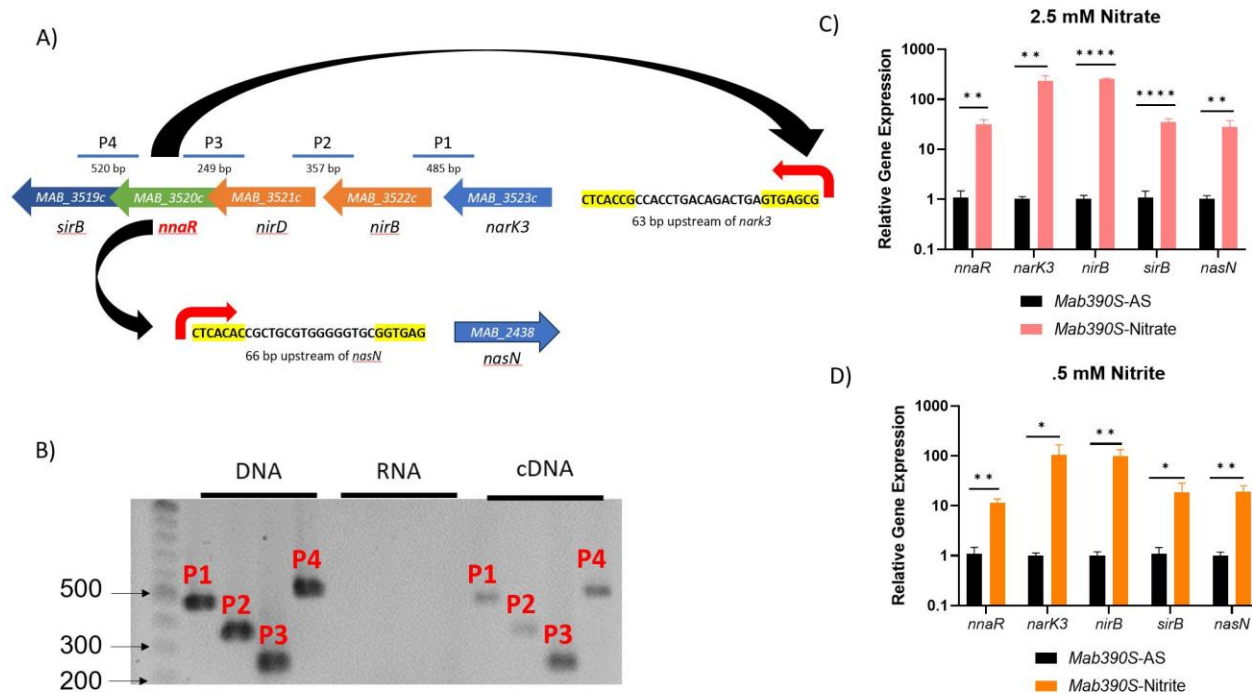 A)
P4 P3 P2 P1
520 bp 249 bp 357 bp 485 bp
MAB_3519c MAB_3520c MAB_3521c MAB_3522c MAB_3523c
sirB nnaR nirD nirB narK3
CTCACCGCCACCTGACAGACTGAGTGAGCG
63 bp upstream of nark3
CTCACACCGCTGCGTGGGGGTGCGGTGAG
66 bp upstream of nasN
MAB_2438
nasN
B)
DNA RNA cDNA
P1 P2 P3 P4 P1 P2 P3 P4
500
300
200
C)
2.5 mM Nitrate
Relative Gene Expression
1000
100
10
1
0.1
** ** **** **** **
nnaR narK3 nirB sirB nasN
Mab390S-AS
Mab390S-Nitrate
D)
.5 mM Nitrite
Relative Gene Expression
1000
100
10
1
0.1
** * ** * **
nnaR narK3 nirB sirB nasN
Mab390S-AS
Mab390S-Nitrite